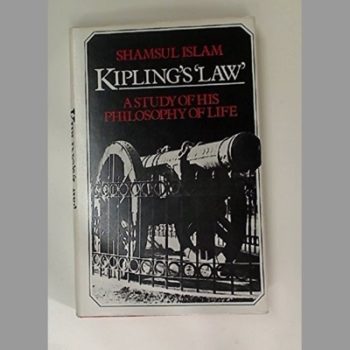 SHAMSUL ISLAM
KIPLING'S 'LAW'
A STUDY OF HIS
PHILOSOPHY OF LIFE